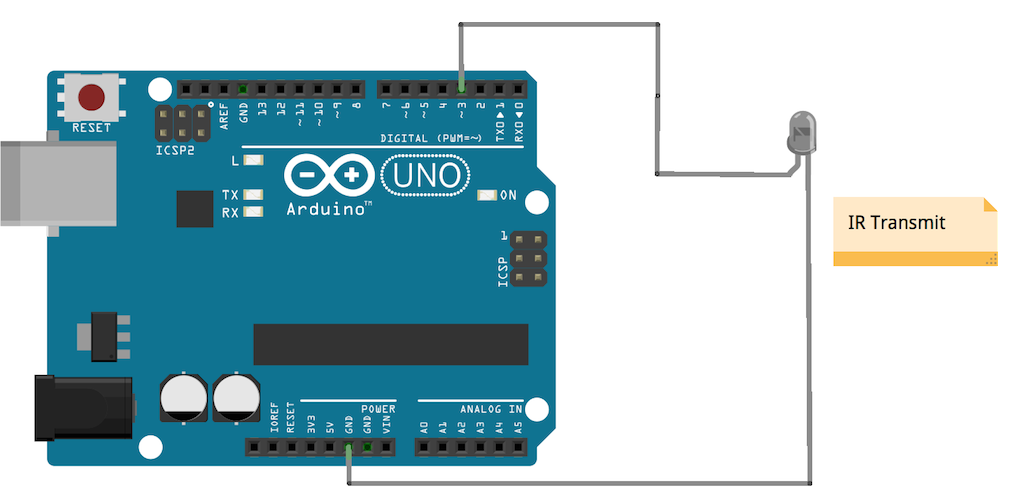 RESET
ICSP2
AREF
GND
13
12
~11
~10
~9
8
7
~6
~5
4
~3
2
TX0▶1
RX0◀0
DIGITAL (PWM=~)
L
TX
RX
UNO
ON
Arduino™
1
ICSP
IR Transmit
POWER
ANALOG IN
IOREF
RESET
3V3
5V
GND
GND
VIN
A0
A1
A2
A3
A4
A5